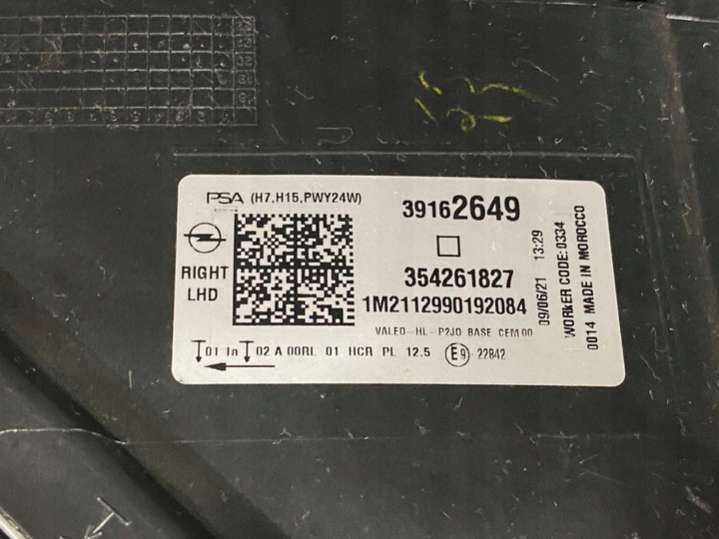 PSA (H7.H15.PWY24W)
39162649
RIGHT
LHD
354261827
1M2112990192084
VALEO-HL-P2JO BASE CEM 00
01 In 02 A 00RL 01 HCR PL 12.5 E9 22842
09/06/21 13:29
WORKER CODE:0334
0014 MADE IN MOROCCO